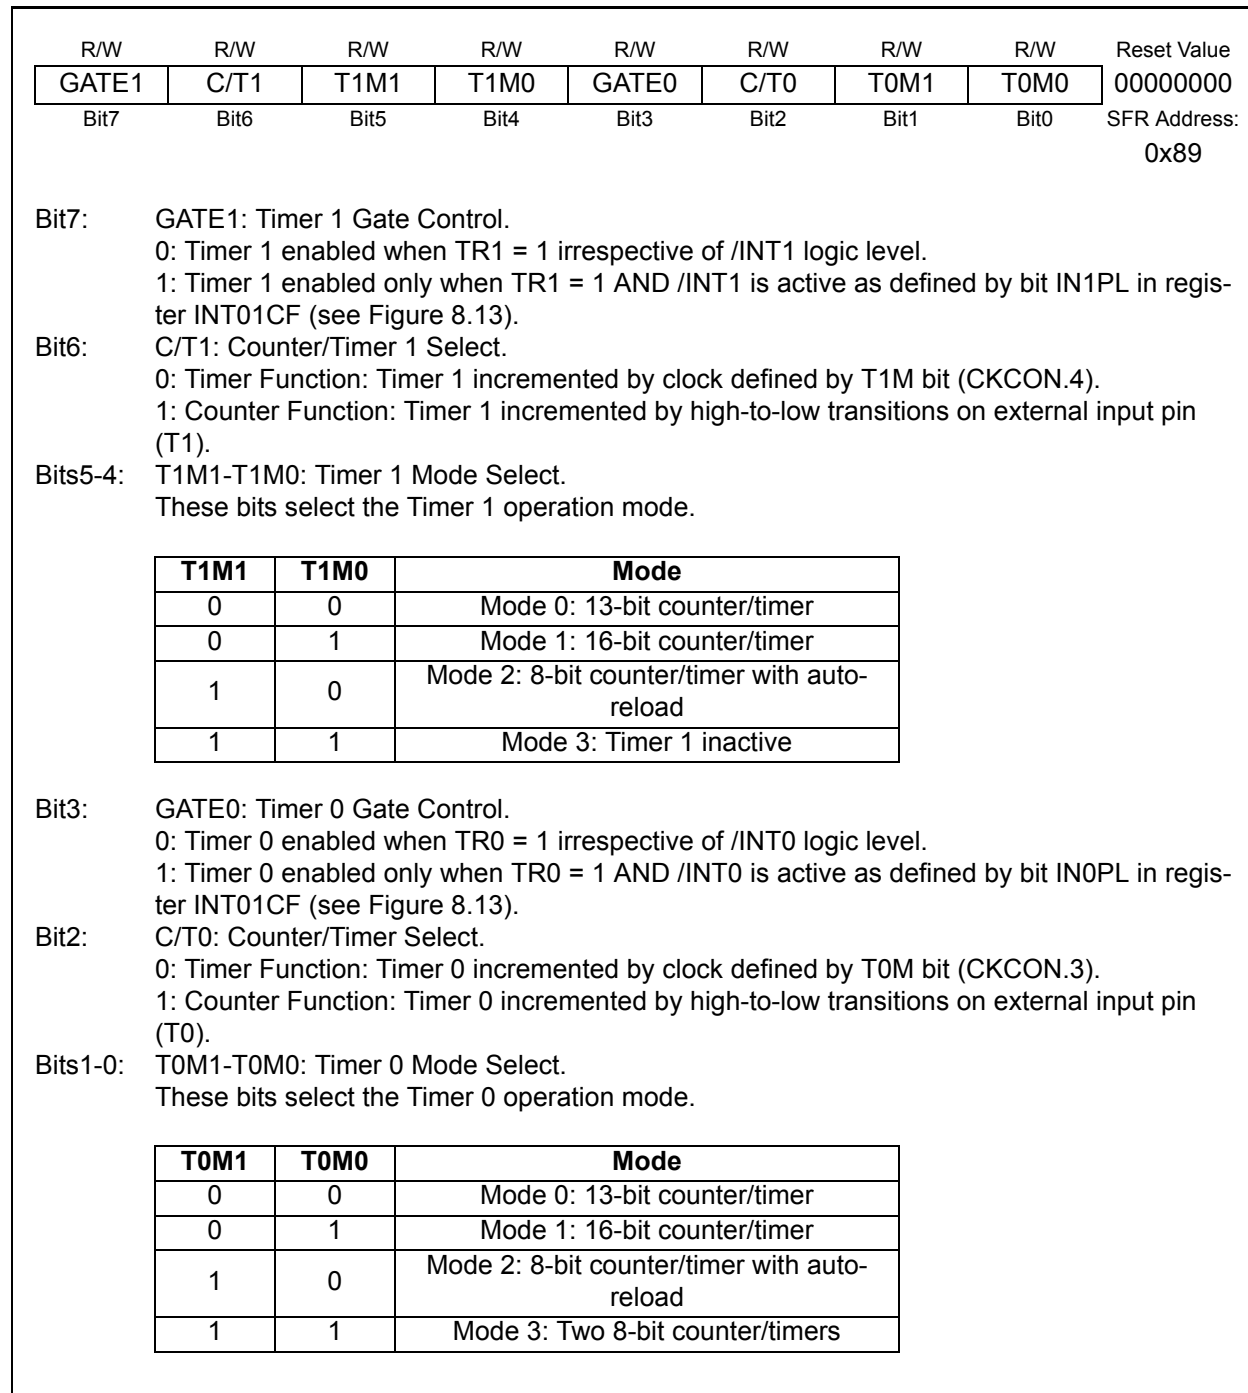 R/W R/W R/W R/W R/W R/W R/W R/W Reset Value
GATE1 C/T1 T1M1 T1M0 GATE0 C/T0 T0M1 T0M0 00000000
Bit7 Bit6 Bit5 Bit4 Bit3 Bit2 Bit1 Bit0 SFR Address:
0x89
Bit7: GATE1: Timer 1 Gate Control.
0: Timer 1 enabled when TR1 = 1 irrespective of /INT1 logic level.
1: Timer 1 enabled only when TR1 = 1 AND /INT1 is active as defined by bit IN1PL in regis-
ter INT01CF (see Figure 8.13).
Bit6: C/T1: Counter/Timer 1 Select.
0: Timer Function: Timer 1 incremented by clock defined by T1M bit (CKCON.4).
1: Counter Function: Timer 1 incremented by high-to-low transitions on external input pin
(T1).
Bits5-4: T1M1-T1M0: Timer 1 Mode Select.
These bits select the Timer 1 operation mode.
T1M1 T1M0 Mode
0 0 Mode 0: 13-bit counter/timer
0 1 Mode 1: 16-bit counter/timer
1 0 Mode 2: 8-bit counter/timer with auto-
reload
1 1 Mode 3: Timer 1 inactive
Bit3: GATE0: Timer 0 Gate Control.
0: Timer 0 enabled when TR0 = 1 irrespective of /INT0 logic level.
1: Timer 0 enabled only when TR0 = 1 AND /INT0 is active as defined by bit IN0PL in regis-
ter INT01CF (see Figure 8.13).
Bit2: C/T0: Counter/Timer Select.
0: Timer Function: Timer 0 incremented by clock defined by T0M bit (CKCON.3).
1: Counter Function: Timer 0 incremented by high-to-low transitions on external input pin
(T0).
Bits1-0: T0M1-T0M0: Timer 0 Mode Select.
These bits select the Timer 0 operation mode.
T0M1 T0M0 Mode
0 0 Mode 0: 13-bit counter/timer
0 1 Mode 1: 16-bit counter/timer
1 0 Mode 2: 8-bit counter/timer with auto-
reload
1 1 Mode 3: Two 8-bit counter/timers